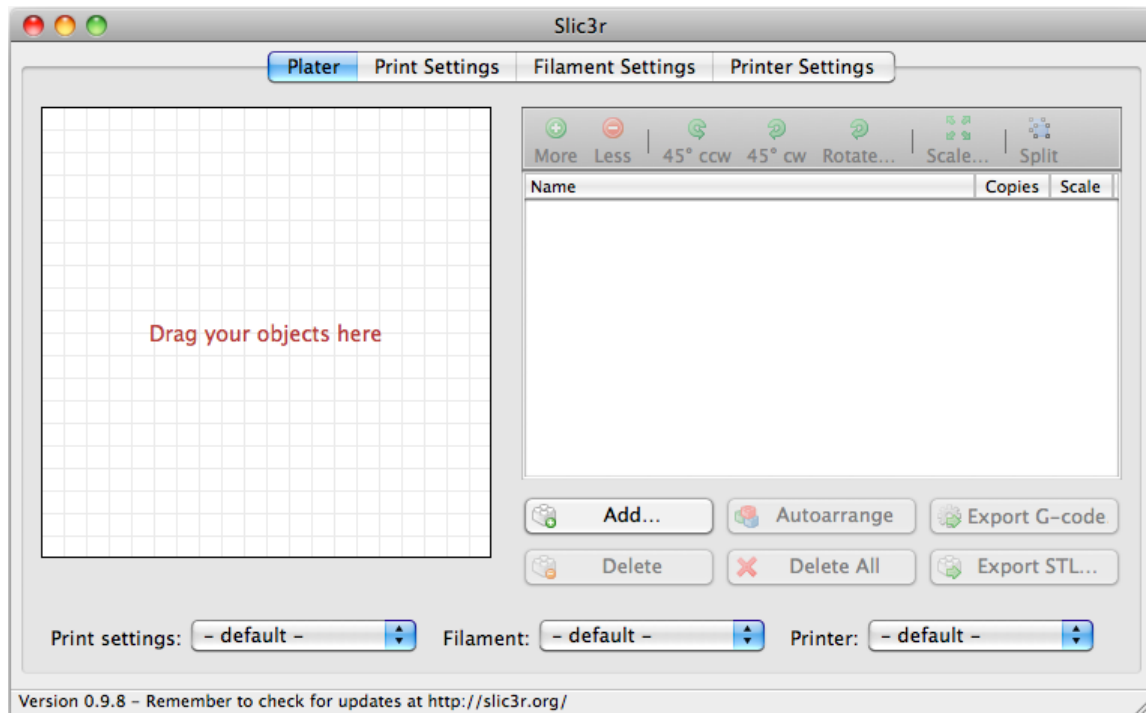 Slic3r
Plater Print Settings Filament Settings Printer Settings
More Less 45° ccw 45° cw Rotate... Scale... Split
Name Copies Scale
Drag your objects here
Add... Autoarrange Export G-code
Delete Delete All Export STL...
Print settings: – default – Filament: – default – Printer: – default –
Version 0.9.8 – Remember to check for updates at http://slic3r.org/